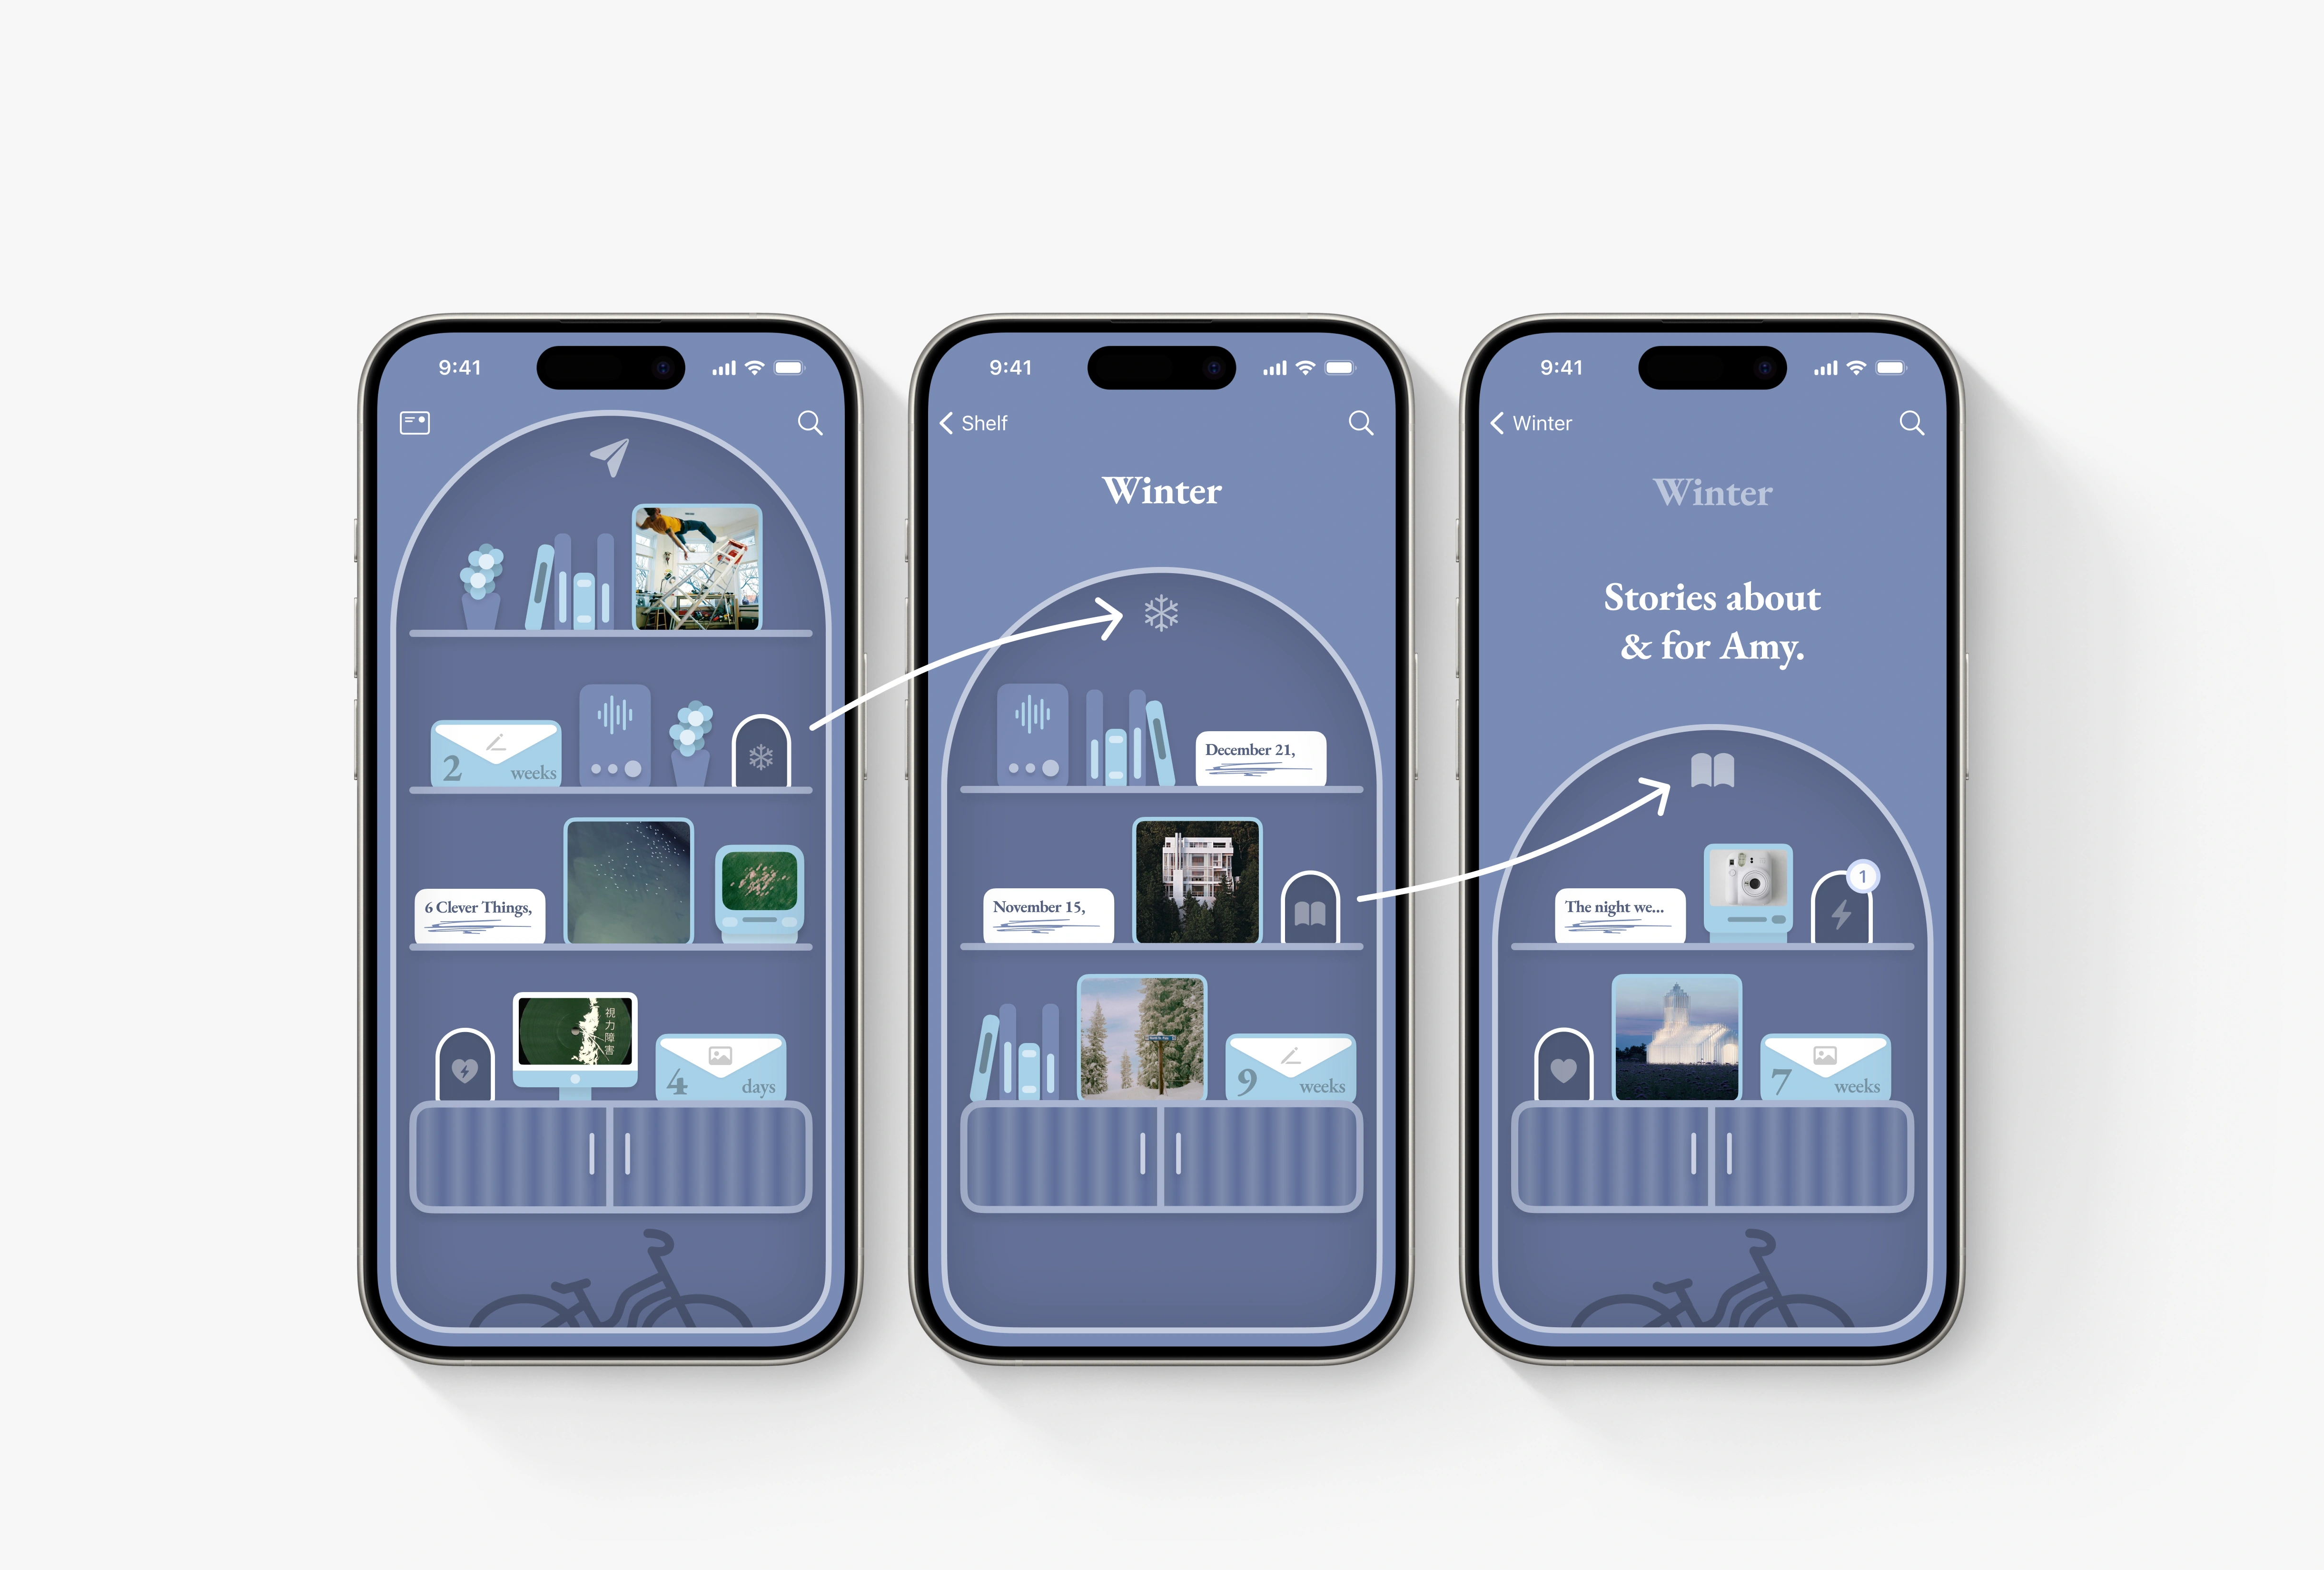 9:41
2
weeks
6 Clever Things,
視力障害
4
days
9:41
Shelf
Winter
December 21,
November 15,
9
weeks
9:41
Winter
Winter
Stories about
& for Amy.
1
The night we...
7
weeks